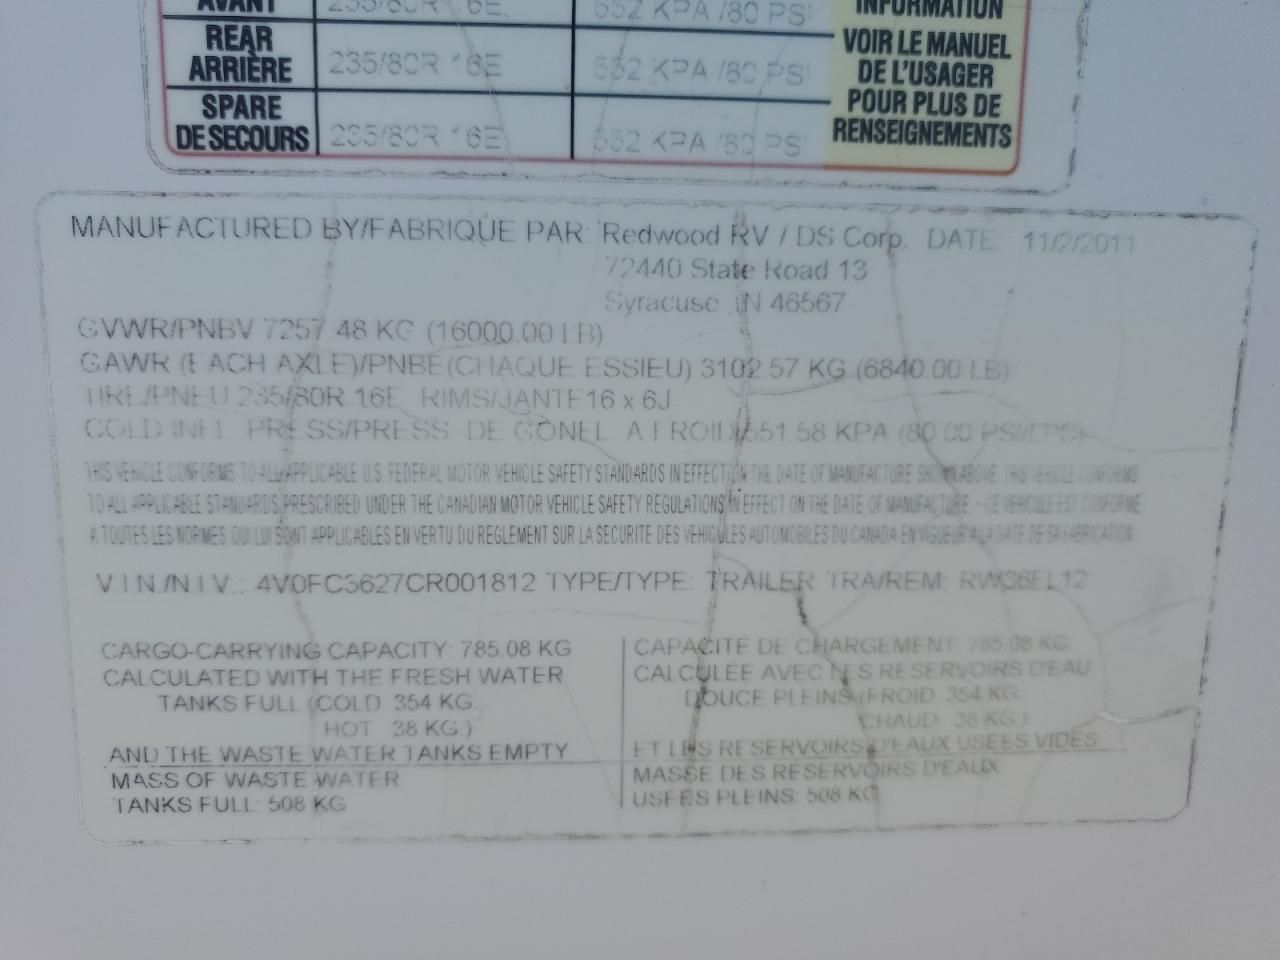 AVANT 235/80R 16E. 552 KPA /80 PSI INFORMATION
REAR
ARRIÈRE 235/80R 16E 552 KPA /80 PSI
VOIR LE MANUEL
DE L'USAGER
POUR PLUS DE
RENSEIGNEMENTS
SPARE
DE SECOURS 235/80R 16E 552 KPA /80 PSI
MANUFACTURED BY/FABRIQUE PAR: Redwood RV / DS Corp. DATE: 11/2/2011
72440 State Road 13
Syracuse IN 46567
GVWR/PNBV 7257.48 KG (16000.00 LB)
GAWR (EACH AXLE)/PNBE(CHAQUE ESSIEU) 3102.57 KG (6840.00 LB)
TIRE/PNEU 235/80R 16E RIMS/JANTE 16 x 6J
COLD INFL. PRESS/PRESS. DE GONFL. A FROID 551.58 KPA (80.00 PSI/LPC)
THIS VEHICLE CONFORMS TO ALL APPLICABLE U.S. FEDERAL MOTOR VEHICLE SAFETY STANDARDS IN EFFECT ON THE DATE OF MANUFACTURE SHOWN ABOVE. THIS VEHICLE CONFORMS
TO ALL APPLICABLE STANDARDS PRESCRIBED UNDER THE CANADIAN MOTOR VEHICLE SAFETY REGULATIONS IN EFFECT ON THE DATE OF MANUFACTURE - CE VEHICULE EST CONFORME
A TOUTES LES NORMES QUI LUI SONT APPLICABLES EN VERTU DU REGLEMENT SUR LA SECURITE DES VEHICULES AUTOMOBILES DU CANADA EN VIGUEUR A LA DATE DE SA FABRICATION
V.I.N./N.I.V.: 4V0FC3627CR001812 TYPE/TYPE: TRAILER TRA/REM: RW36FL12
CARGO-CARRYING CAPACITY: 785.08 KG
CALCULATED WITH THE FRESH WATER
TANKS FULL (COLD 354 KG.
HOT 38 KG.)
AND THE WASTE WATER TANKS EMPTY
MASS OF WASTE WATER
TANKS FULL: 508 KG
CAPACITE DE CHARGEMENT: 785.08 KG
CALCULEE AVEC LES RESERVOIRS D'EAU
DOUCE PLEINS (FROID 354 KG.
CHAUD 38 KG.)
ET LES RESERVOIRS D'EAUX USEES VIDES
MASSE DES RESERVOIRS D'EAUX
USEES PLEINS: 508 KG